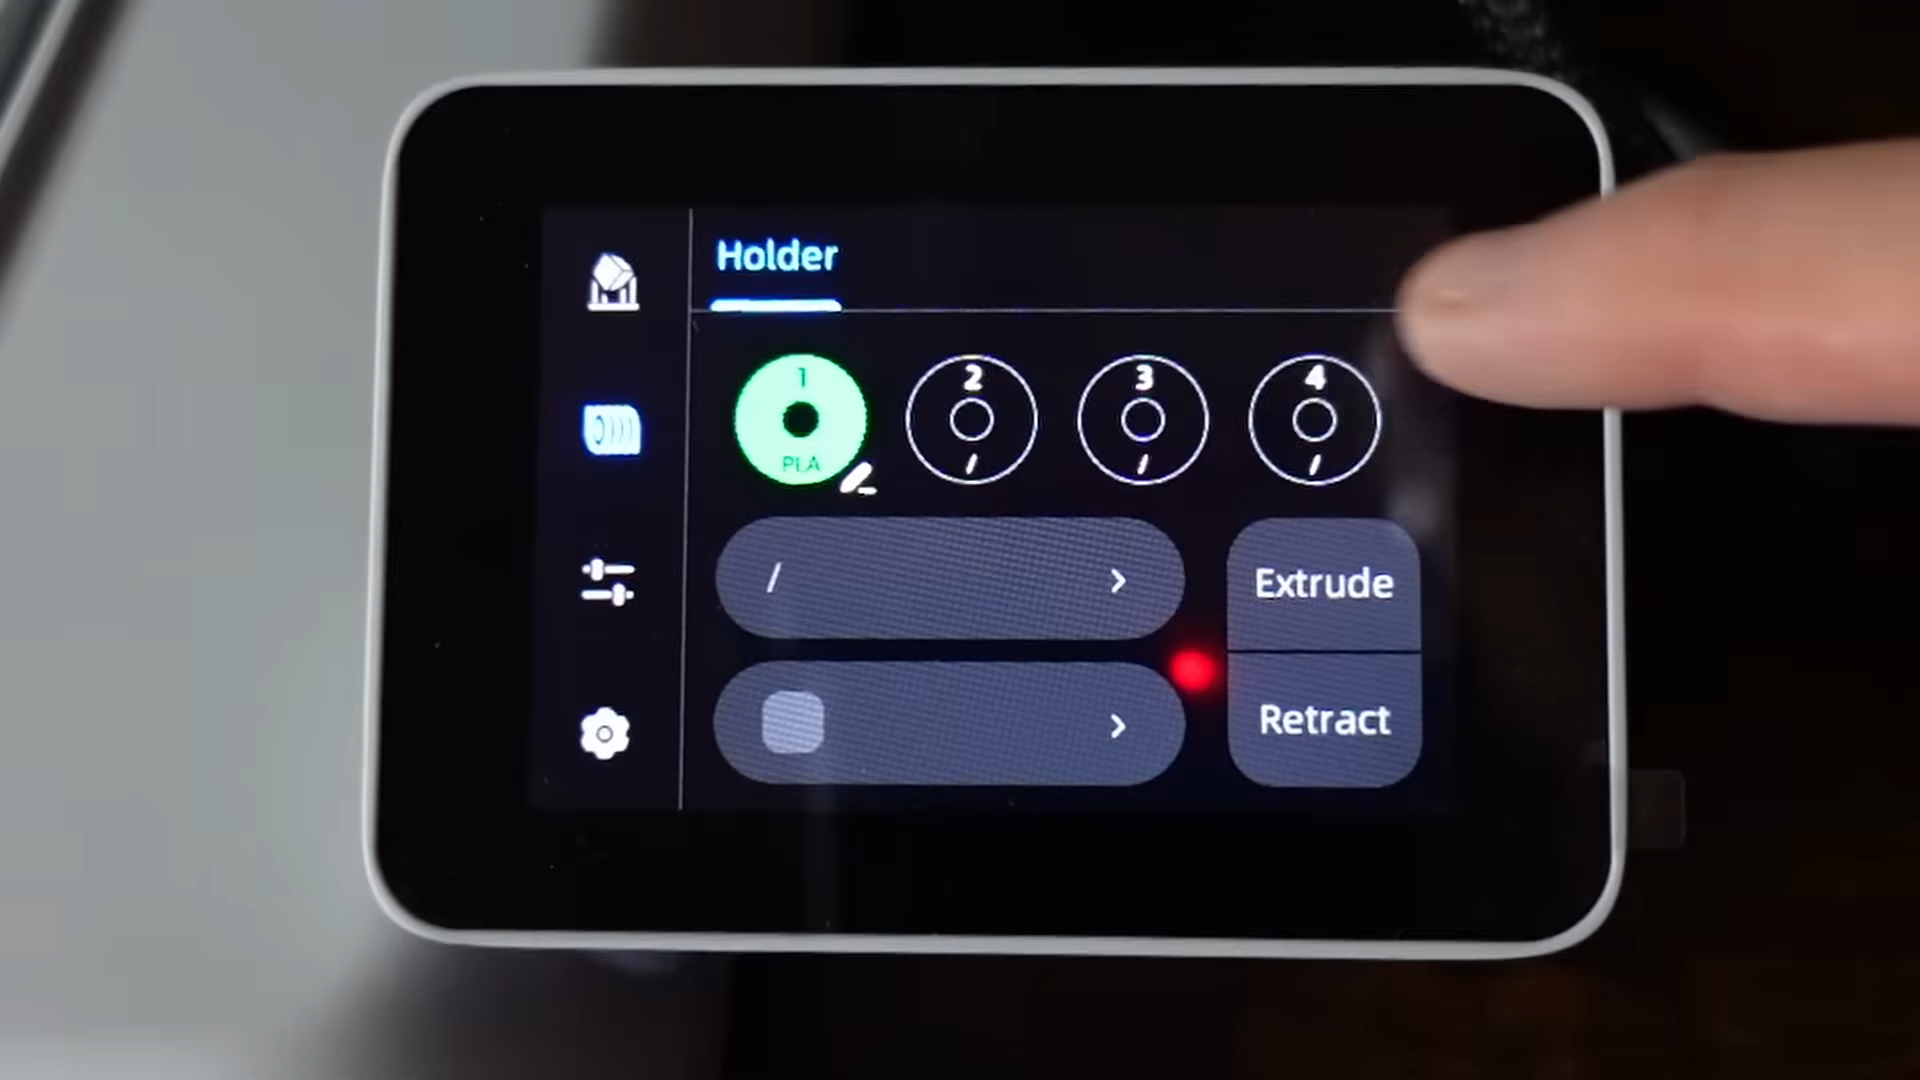 Holder
1 2 3 4
PLA / / /
/ > Extrude
> Retract